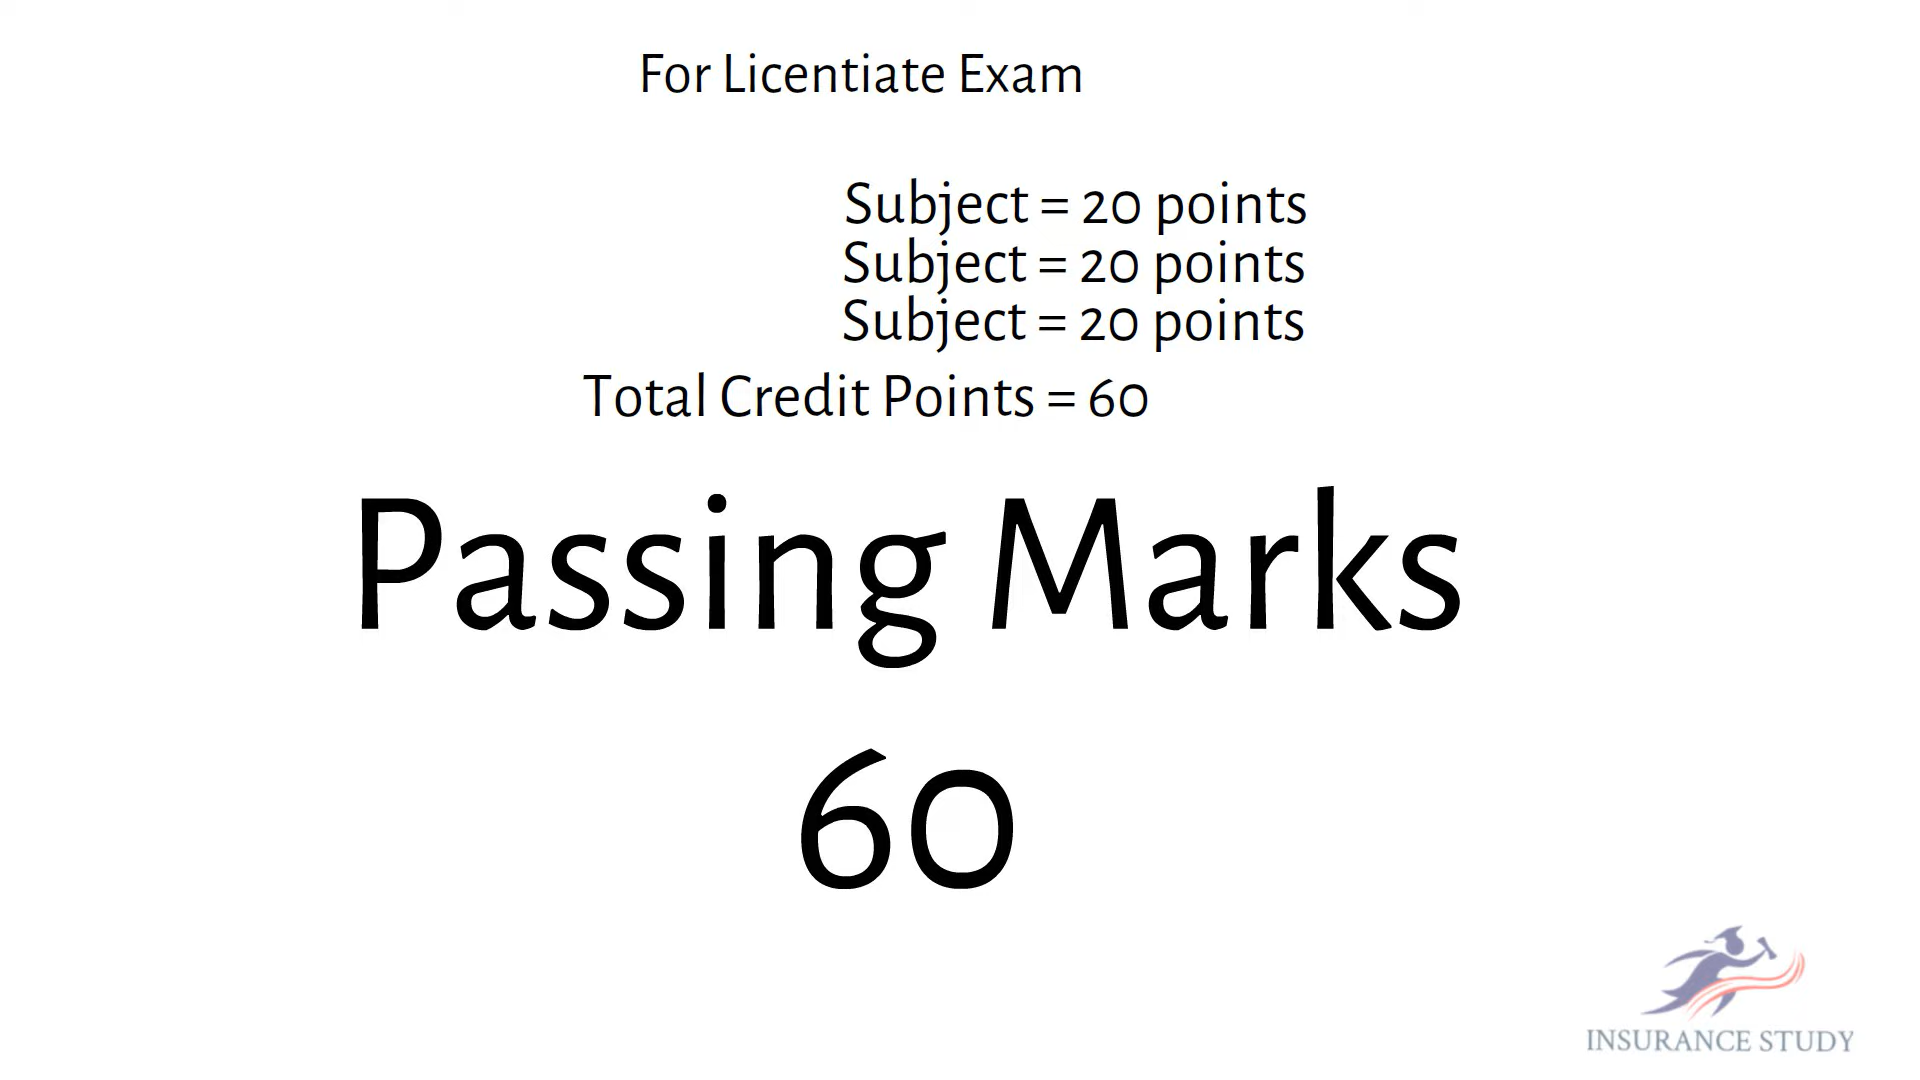 For Licentiate Exam
Subject = 20 points
Subject = 20 points
Subject = 20 points
Total Credit Points = 60
Passing Marks
60
INSURANCE STUDY